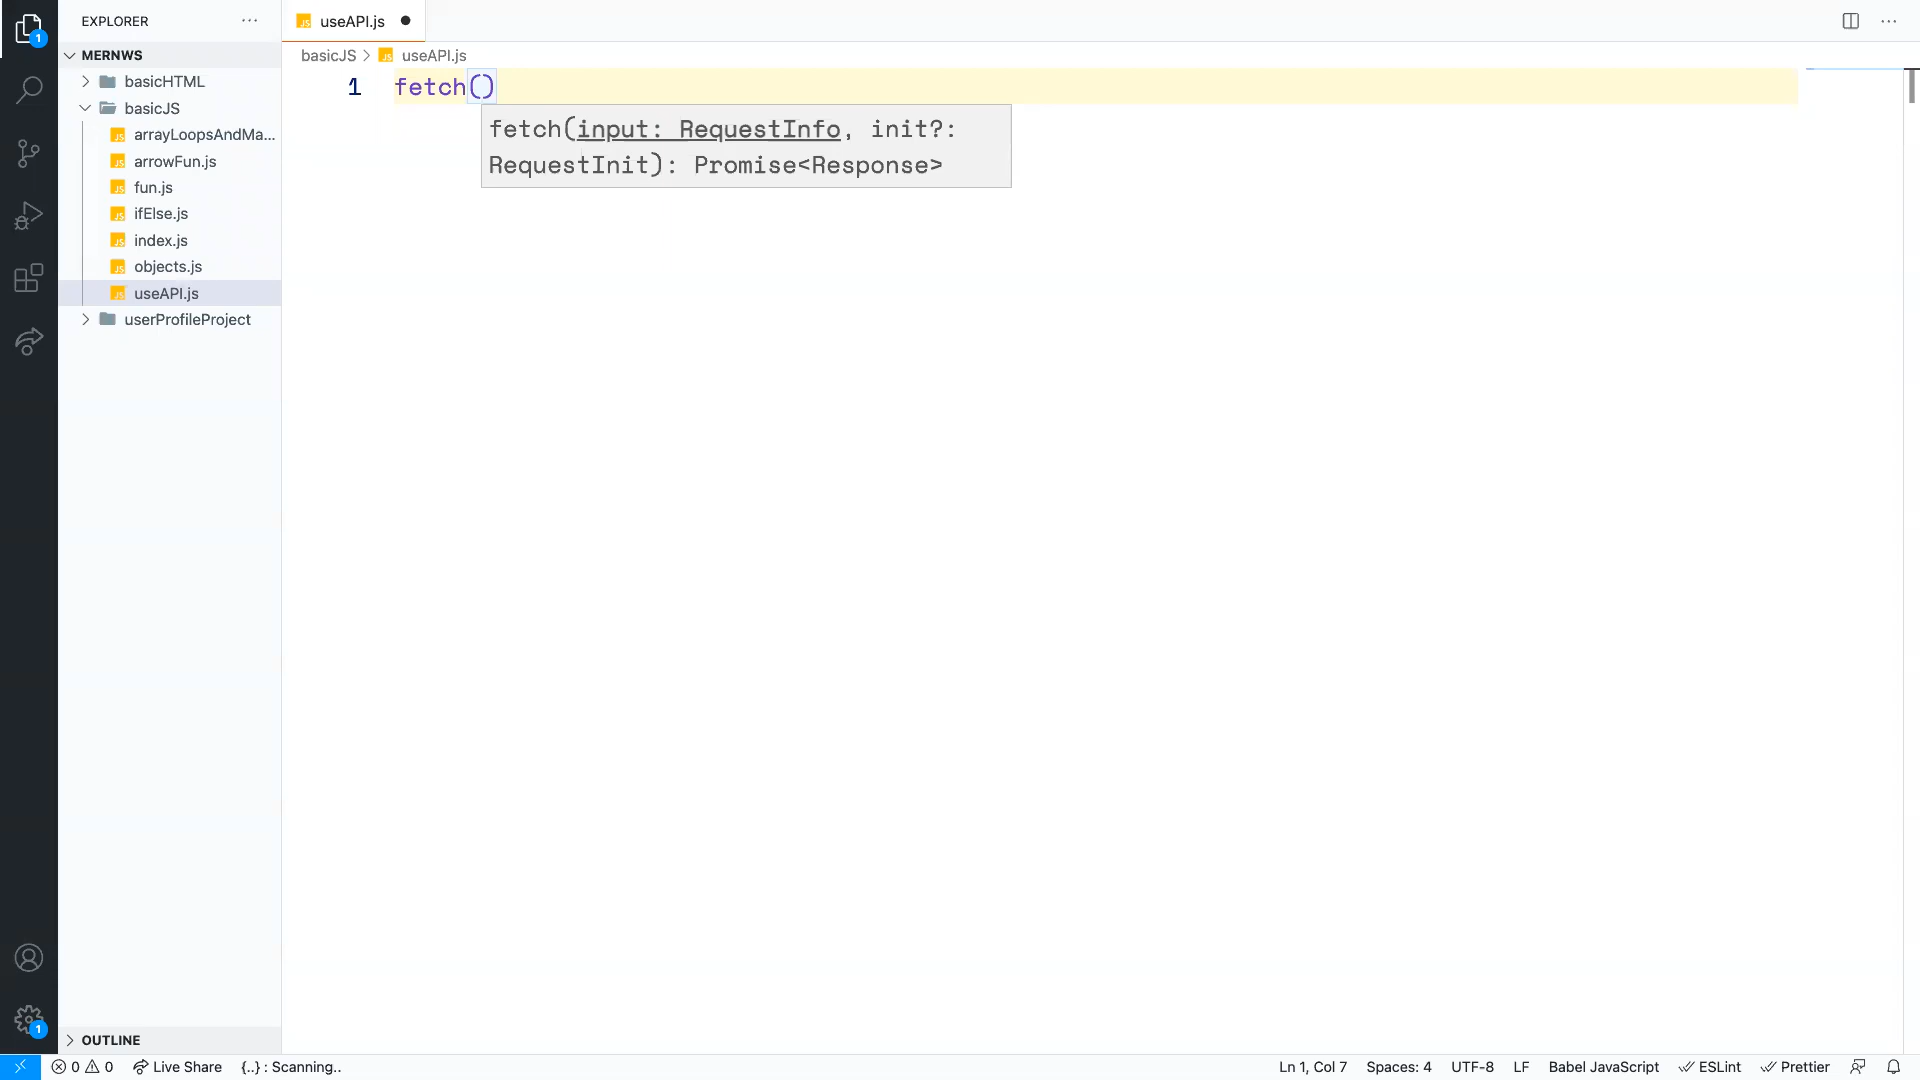 EXPLORER
useAPI.js
MERNWS
basicJS
useAPI.js
basicHTML
basicJS
arrayLoopsAndMa...
arrowFun.js
fun.js
ifElse.js
index.js
objects.js
useAPI.js
userProfileProject
1
1 fetch()
fetch(input: RequestInfo, init?:
RequestInit): Promise<Response>
1
OUTLINE
0 0 Live Share {..} : Scanning..
Ln 1, Col 7 Spaces: 4 UTF-8 LF Babel JavaScript ESLint Prettier